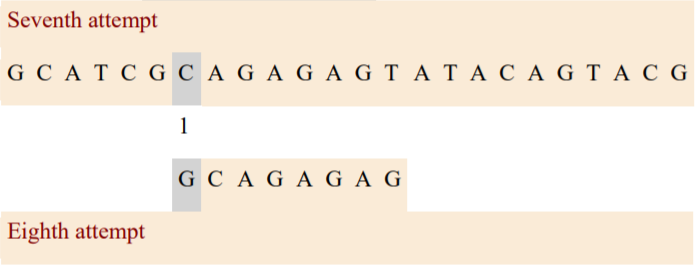 Seventh attempt
G C A T C G C A G A G A G T A T A C A G T A C G
1
G C A G A G A G
Eighth attempt